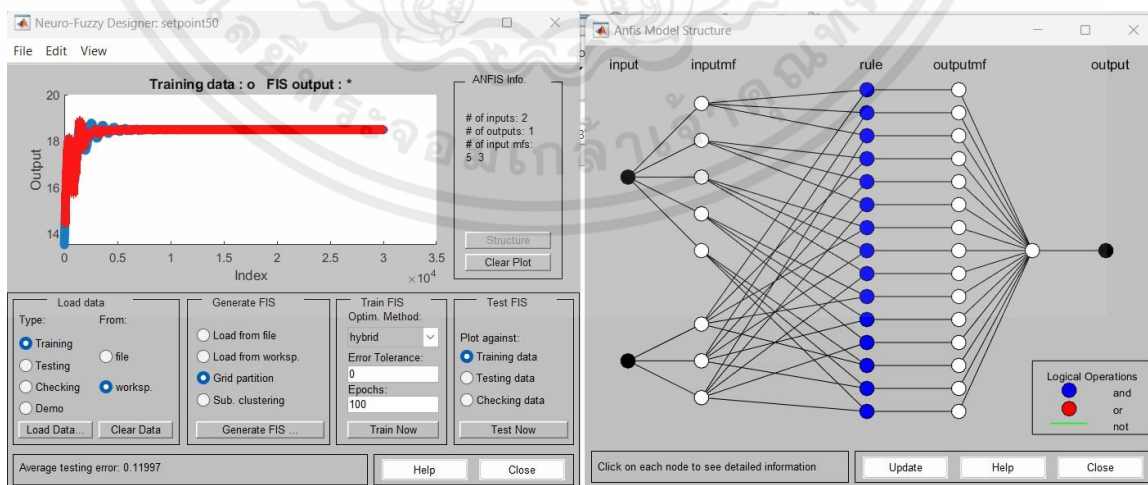 Neuro-Fuzzy Designer: setpoint50
File Edit View
Training data : o FIS output : *
20
18
16
14
Output
0 0.5 1 1.5 2 2.5 3 3.5
Index
×10⁴
ANFIS Info.
# of inputs: 2
# of outputs: 1
# of input mfs:
5 3
Structure
Clear Plot
Load data
Type: From:
Training
Testing
Checking
Demo
file
worksp.
Load Data... Clear Data
Generate FIS
Load from file
Load from worksp.
Grid partition
Sub. clustering
Generate FIS ...
Train FIS
Optim. Method:
hybrid
Error Tolerance:
0
Epochs:
100
Train Now
Test FIS
Plot against:
Training data
Testing data
Checking data
Test Now
Average testing error: 0.11997
Help Close
Anfis Model Structure
input inputmf rule outputmf output
Logical Operations
and
or
not
Click on each node to see detailed information
Update Help Close